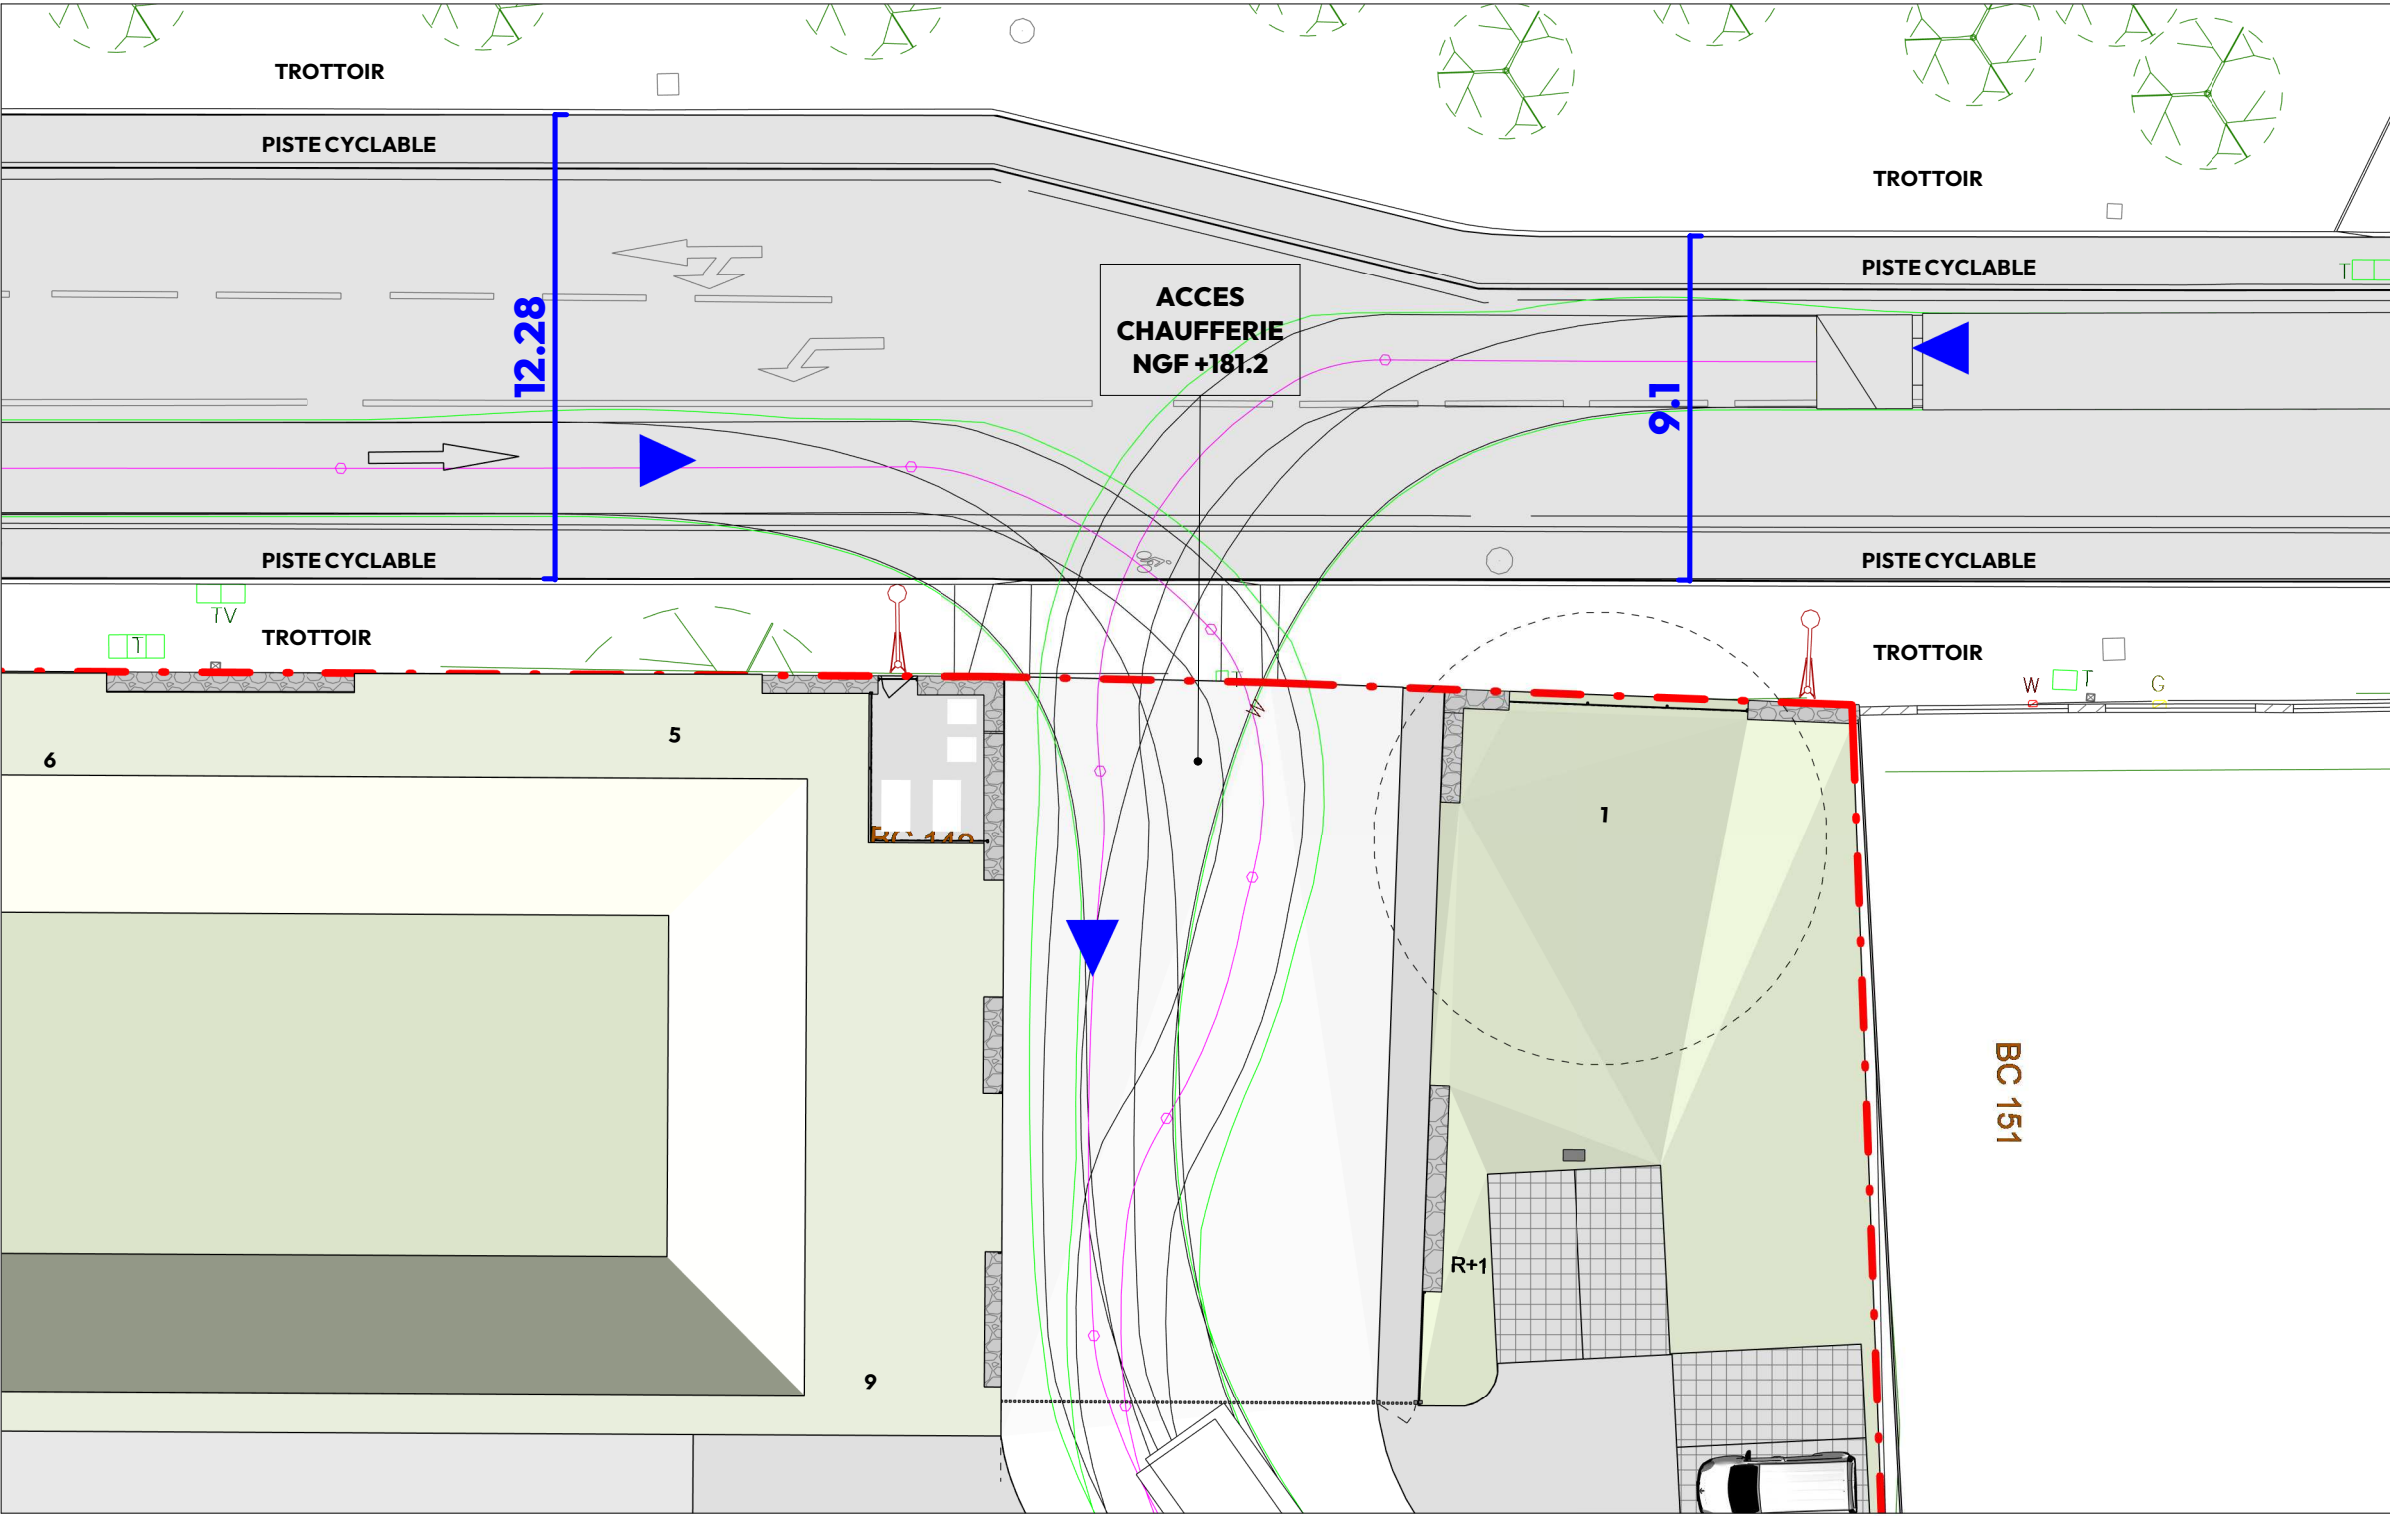 TROTTOIR
PISTE CYCLABLE
TROTTOIR
PISTE CYCLABLE
T
ACCES
CHAUFFERIE
NGF +181.2
12.28
9.1
PISTE CYCLABLE
PISTE CYCLABLE
TV
T
TROTTOIR
TROTTOIR
T
W
W
T
G
5
6
1
BC 151
R+1
9